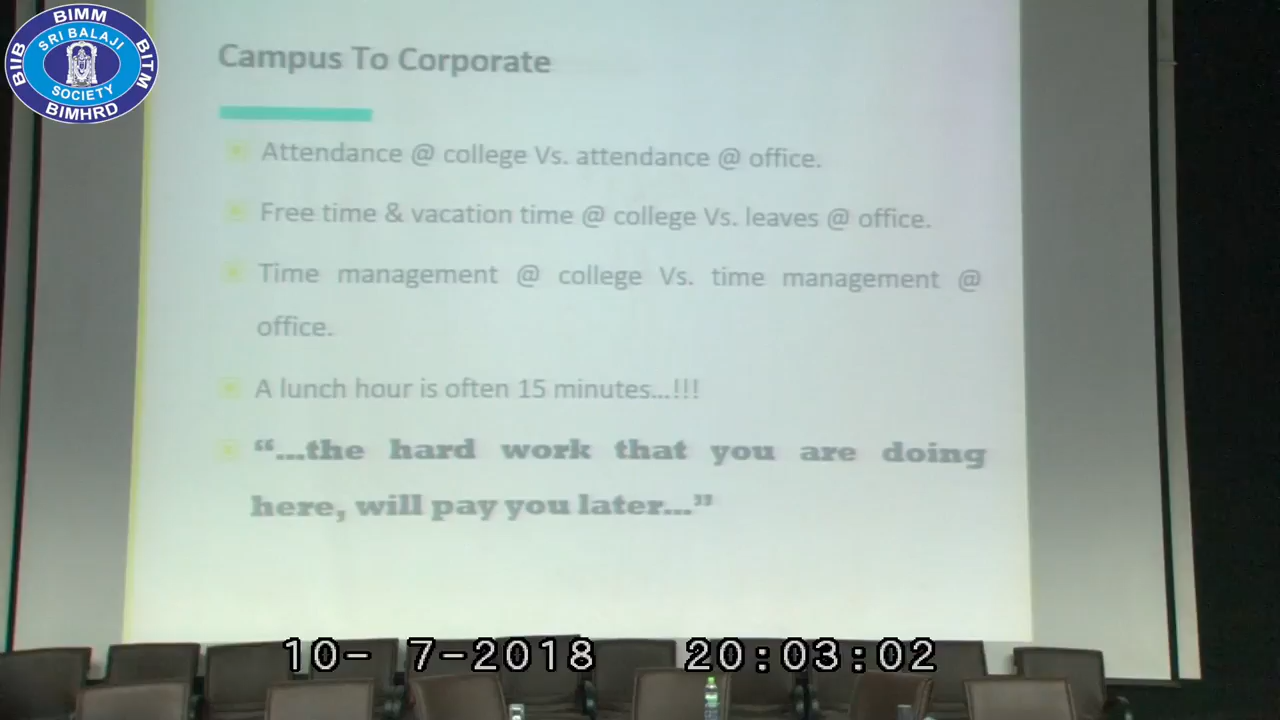 BIMM
BIIB
SRI BALAJI
BITM
SOCIETY
BIMHRD
Campus To Corporate
Attendance @ college Vs. attendance @ office.
Free time & vacation time @ college Vs. leaves @ office.
Time management @ college Vs. time management @
office.
A lunch hour is often 15 minutes...!!!
“...the hard work that you are doing
here, will pay you later...”
10- 7-2018 20:03:02